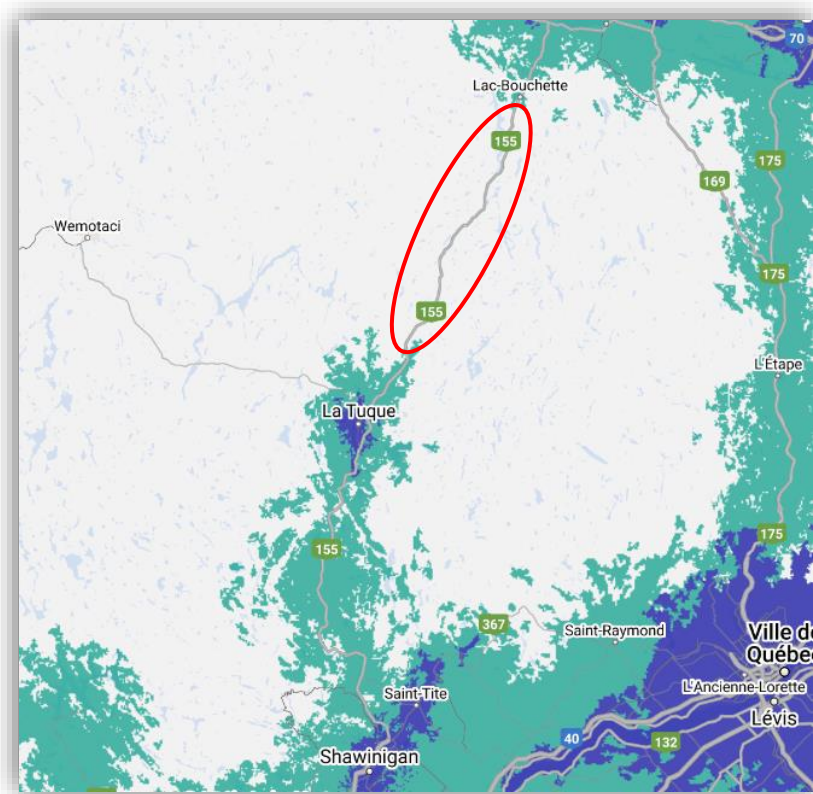 70
Lac-Bouchette
155
175
169
Wemotaci
175
155
L'Étape
La Tuque
175
155
367
Saint-Raymond
Ville de
Québec
L'Ancienne-Lorette
Saint-Tite
Lévis
40
132
Shawinigan